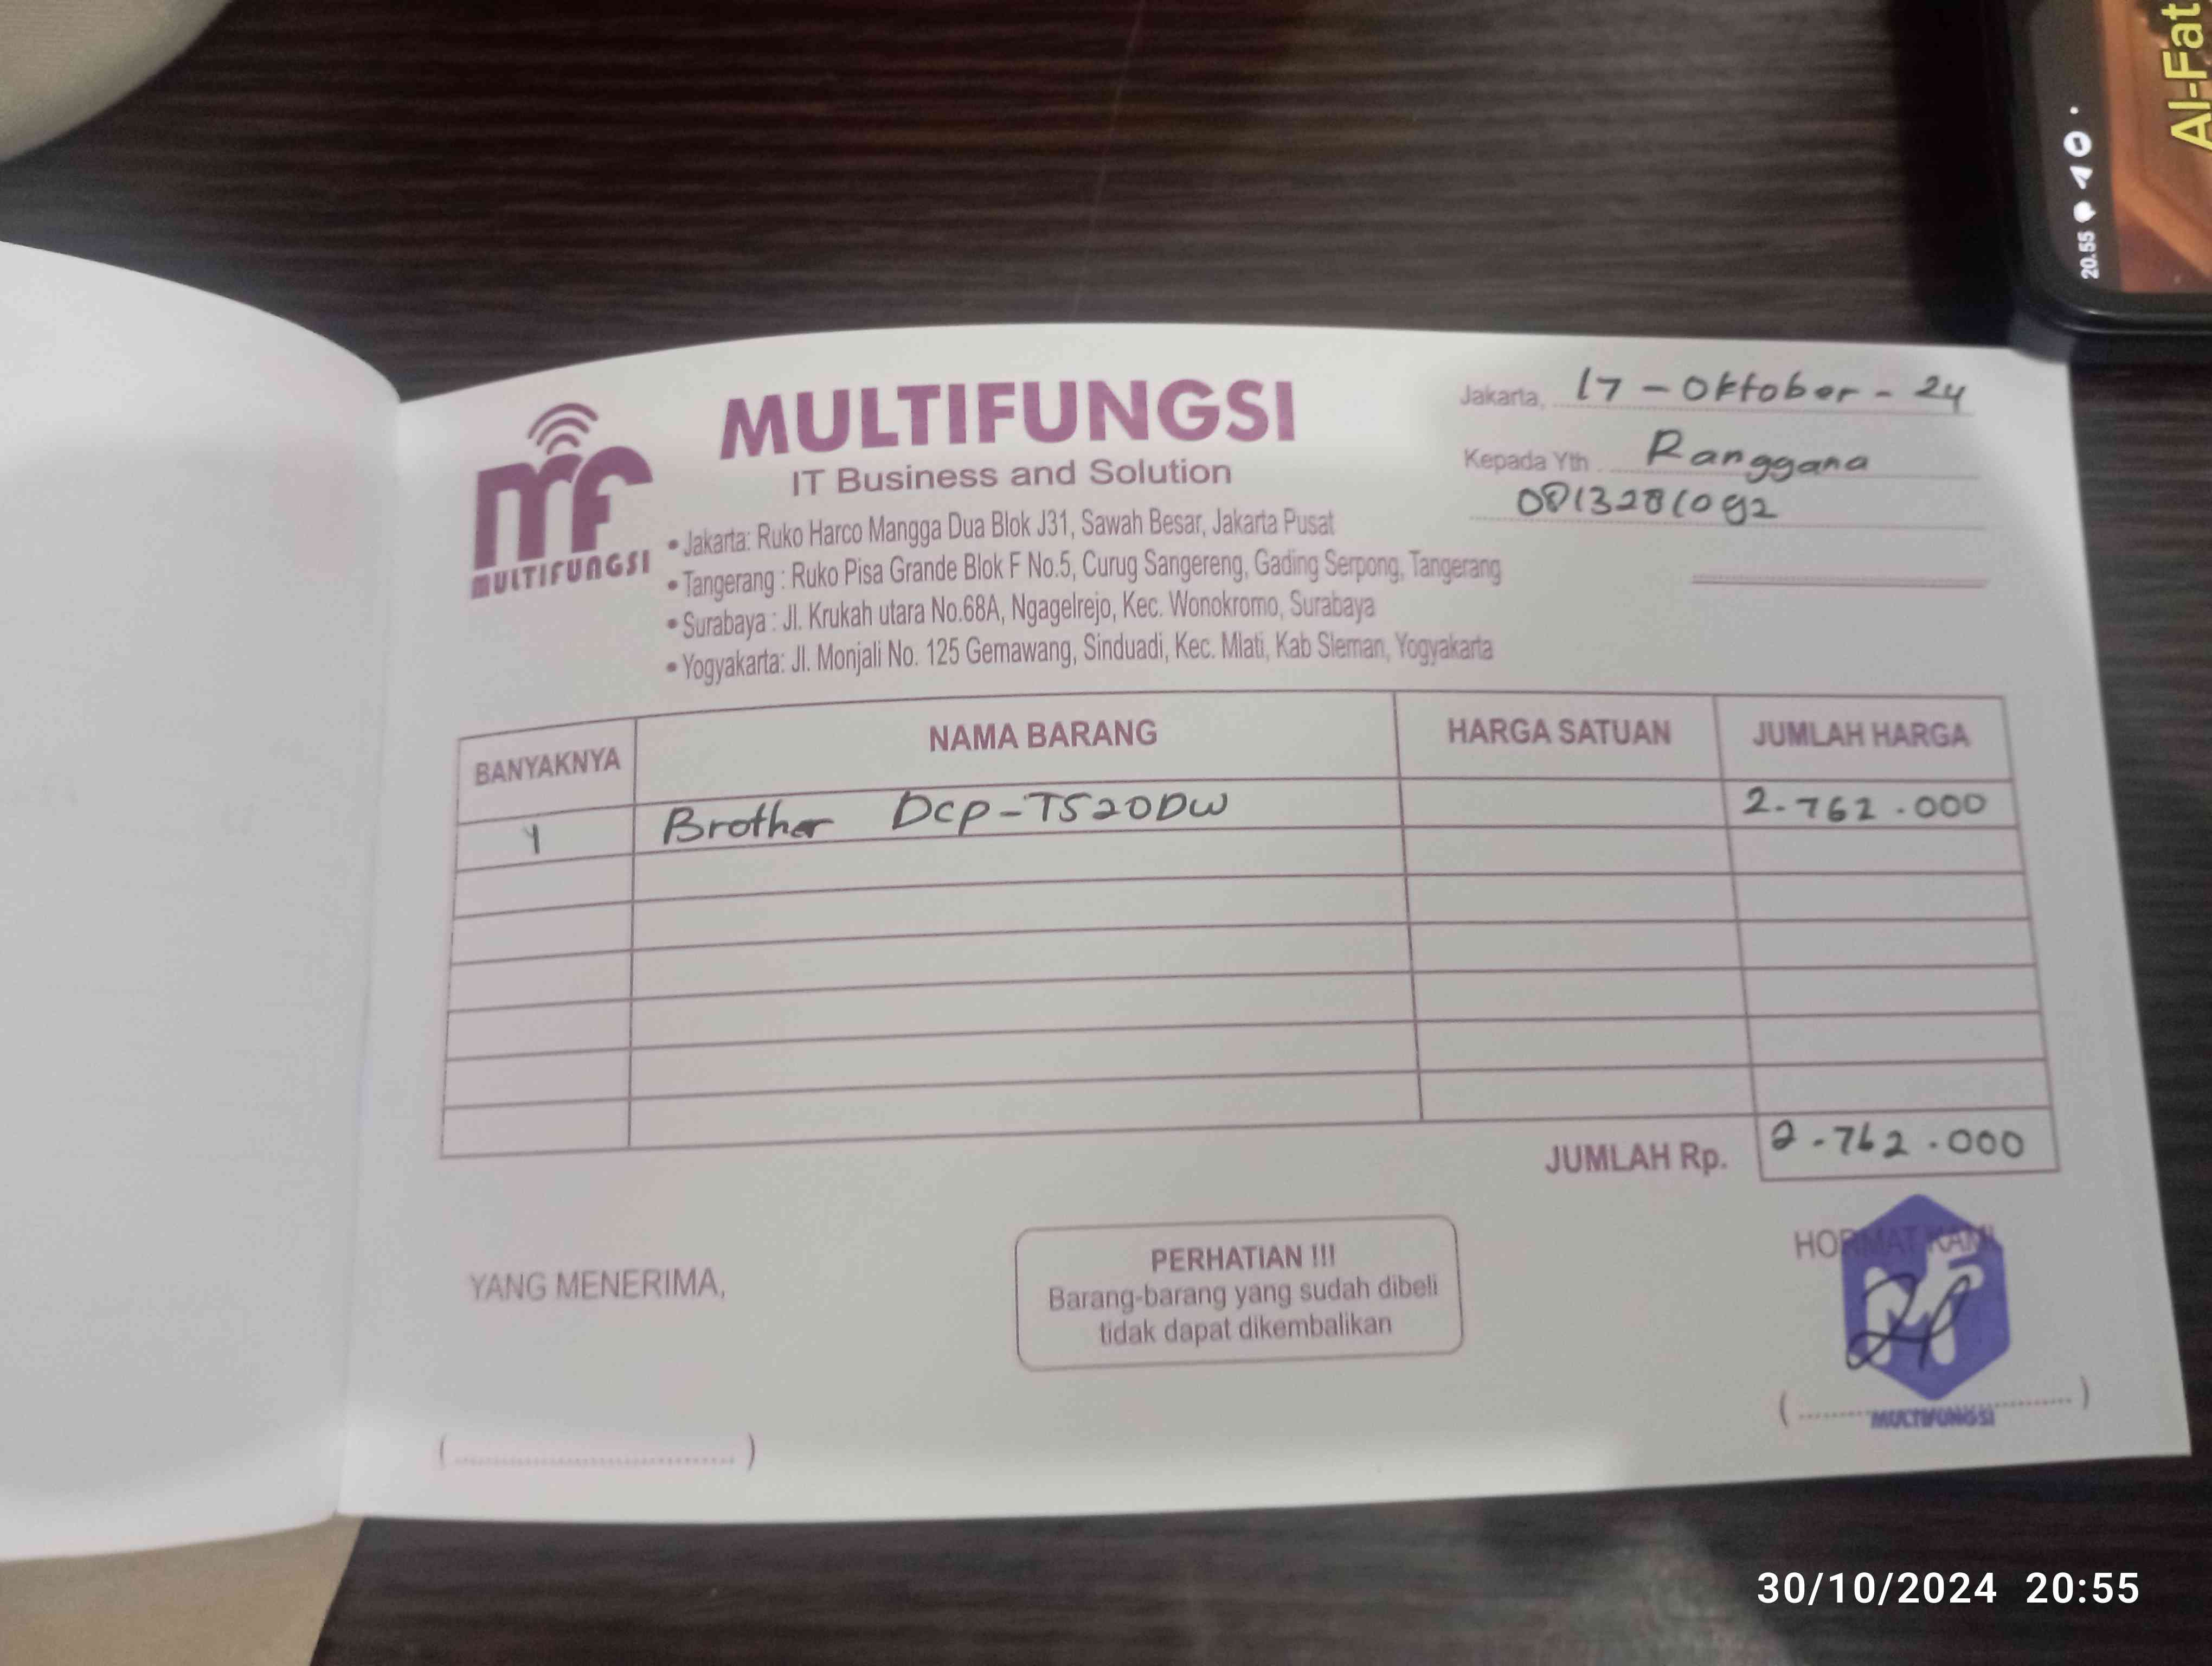 MULTIFUNGSI
IT Business and Solution
mf
MULTIFUNGSI
• Jakarta: Ruko Harco Mangga Dua Blok J31, Sawah Besar, Jakarta Pusat
• Tangerang : Ruko Pisa Grande Blok F No.5, Curug Sangereng, Gading Serpong, Tangerang
• Surabaya : Jl. Krukah utara No.68A, Ngagelrejo, Kec. Wonokromo, Surabaya
• Yogyakarta: Jl. Monjali No. 125 Gemawang, Sinduadi, Kec. Mlati, Kab Sleman, Yogyakarta
Jakarta, 17 - Oktober - 24
Kepada Yth. Ranggana
BANYAKNYA NAMA BARANG HARGA SATUAN JUMLAH HARGA
1 Brother DCP-T520DW 2.762.000
JUMLAH Rp. 2.762.000
YANG MENERIMA,
PERHATIAN !!!
Barang-barang yang sudah dibeli
tidak dapat dikembalikan
HORMAT KAMI
MF
MULTIFUNGSI
20.55
Al-Fat
30/10/2024 20:55